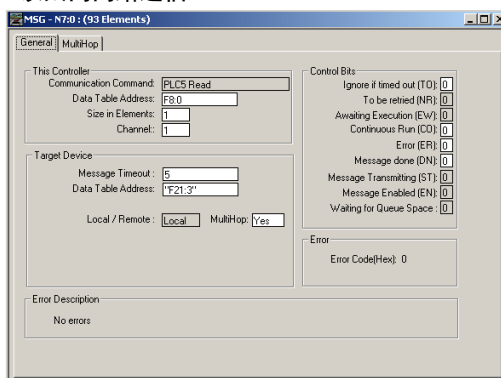 MSG - N7:0 : (93 Elements)
General MultiHop
This Controller
Communication Command: PLC5 Read
Data Table Address: F8:0
Size in Elements: 1
Channel: 1
Target Device
Message Timeout : 5
Data Table Address: "F21:3"
Local / Remote : Local MultiHop: Yes
Control Bits
Ignore if timed out (TO): 0
To be retried (NR): 0
Awaiting Execution (EW): 0
Continuous Run (CO): 0
Error (ER): 0
Message done (DN): 0
Message Transmitting (ST): 0
Message Enabled (EN): 0
Waiting for Queue Space : 0
Error
Error Code(Hex): 0
Error Description
No errors